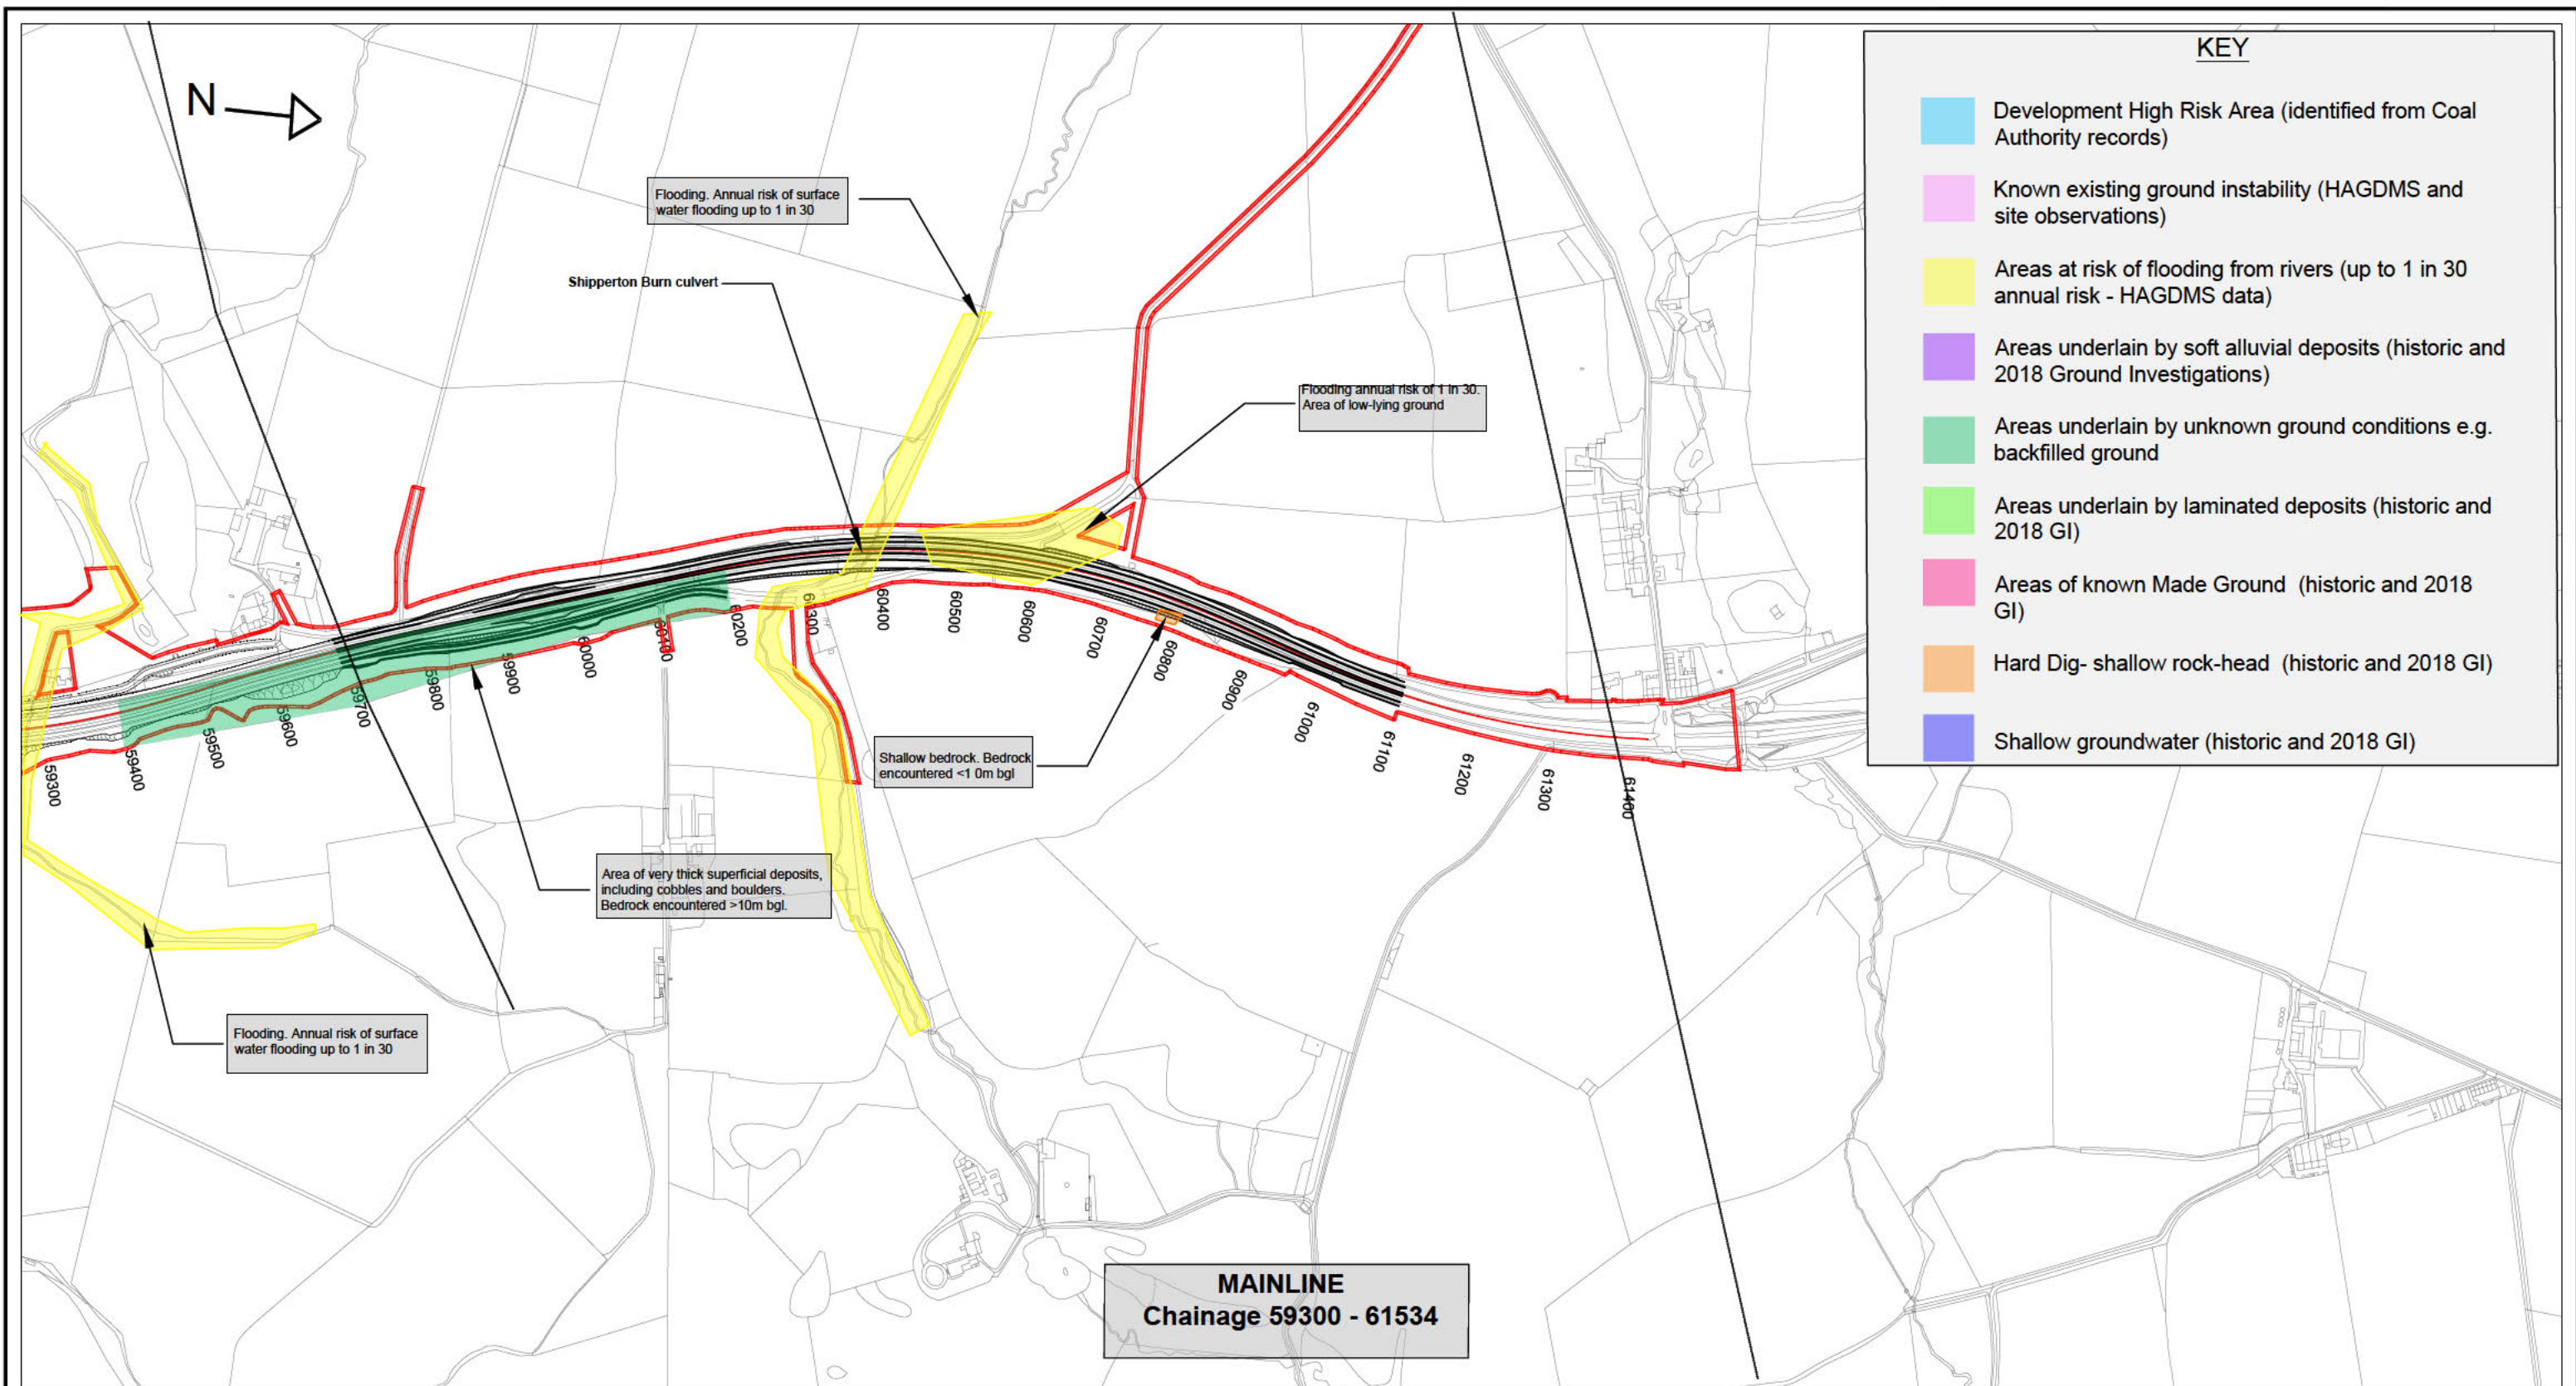 N
KEY
Development High Risk Area (identified from Coal
Authority records)
Known existing ground instability (HAGDMS and
site observations)
Areas at risk of flooding from rivers (up to 1 in 30
annual risk - HAGDMS data)
Areas underlain by soft alluvial deposits (historic and
2018 Ground Investigations)
Areas underlain by unknown ground conditions e.g.
backfilled ground
Areas underlain by laminated deposits (historic and
2018 GI)
Areas of known Made Ground (historic and 2018
GI)
Hard Dig- shallow rock-head (historic and 2018 GI)
Shallow groundwater (historic and 2018 GI)
Flooding. Annual risk of surface
water flooding up to 1 in 30
Shipperton Burn culvert
Flooding annual risk of 1 in 30.
Area of low-lying ground
59300
59400
59500
59600
59700
59800
59900
60000
60100
60200
60300
60400
60500
60600
60700
60800
60900
61000
61100
61200
61300
61400
Shallow bedrock. Bedrock
encountered <1 0m bgl
Area of very thick superficial deposits,
including cobbles and boulders.
Bedrock encountered >10m bgl.
Flooding. Annual risk of surface
water flooding up to 1 in 30
MAINLINE
Chainage 59300 - 61534